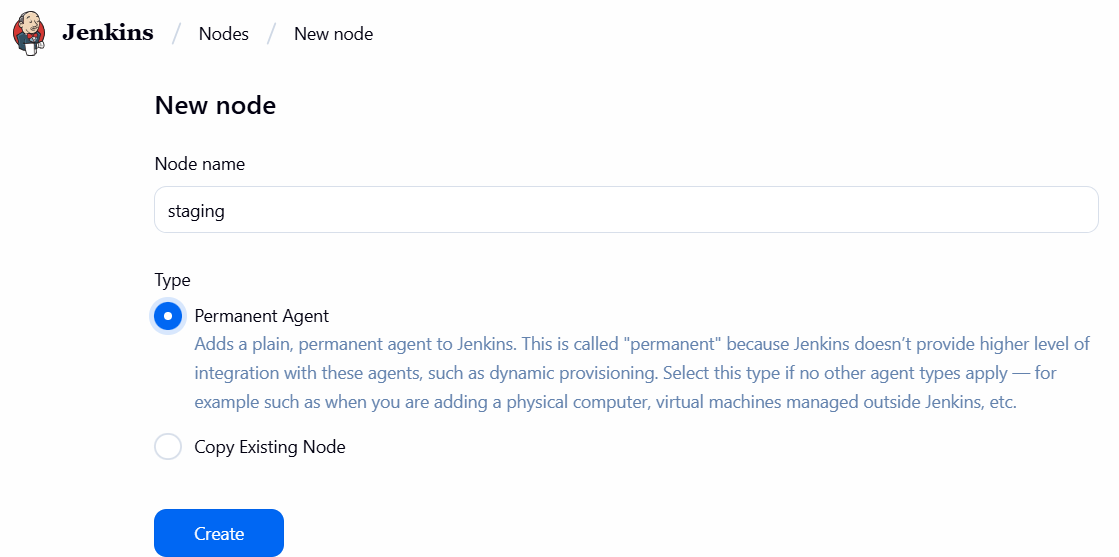 Jenkins / Nodes / New node
New node
Node name
staging
Type
Permanent Agent
Adds a plain, permanent agent to Jenkins. This is called "permanent" because Jenkins doesn’t provide higher level of
integration with these agents, such as dynamic provisioning. Select this type if no other agent types apply — for
example such as when you are adding a physical computer, virtual machines managed outside Jenkins, etc.
Copy Existing Node
Create